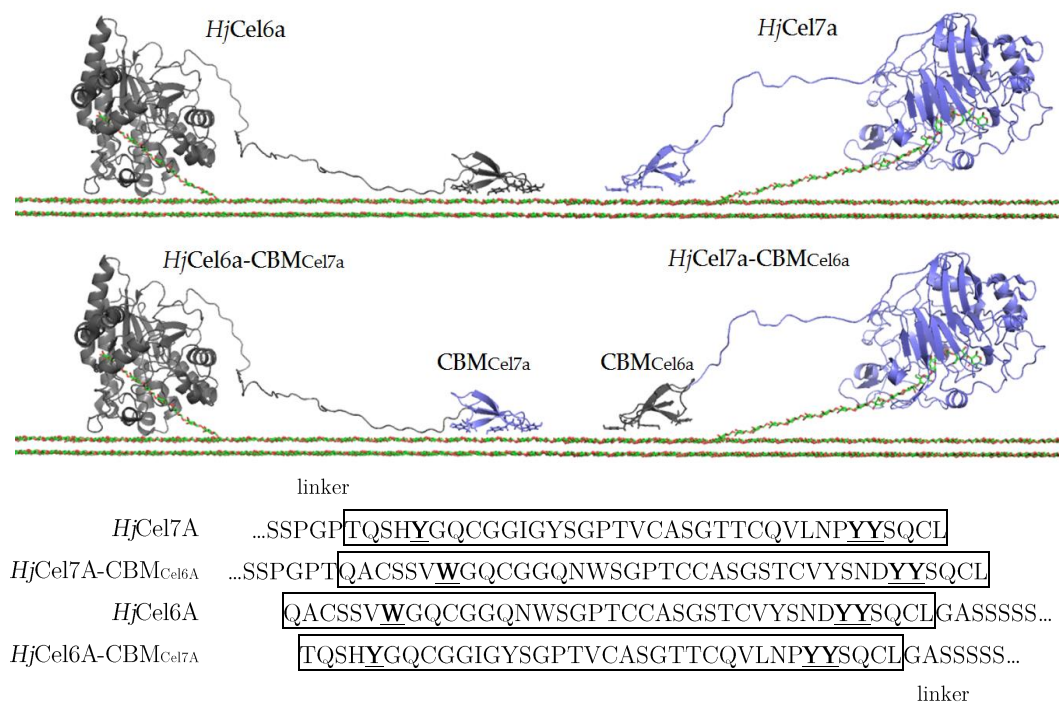 HjCel6a
HjCel7a
HjCel6a-CBMCel7a
HjCel7a-CBMCel6a
CBMCel7a
CBMCel6a
linker
HjCel7A ...SSPGPTQSHYGQCGGIGYSGPTVCASGTTCQVLNPYYSQCL
HjCel7A-CBMCel6A ...SSPGPTQACSSVWGQCGGQNWSGPTCCASGSTCVYSNDYYSQCL
HjCel6A QACSSVWGQCGGQNWSGPTCCASGSTCVYSNDYYSQCLGASSSSS...
HjCel6A-CBMCel7A TQSHYGQCGGIGYSGPTVCASGTTCQVLNPYYSQCLGASSSSS...
linker